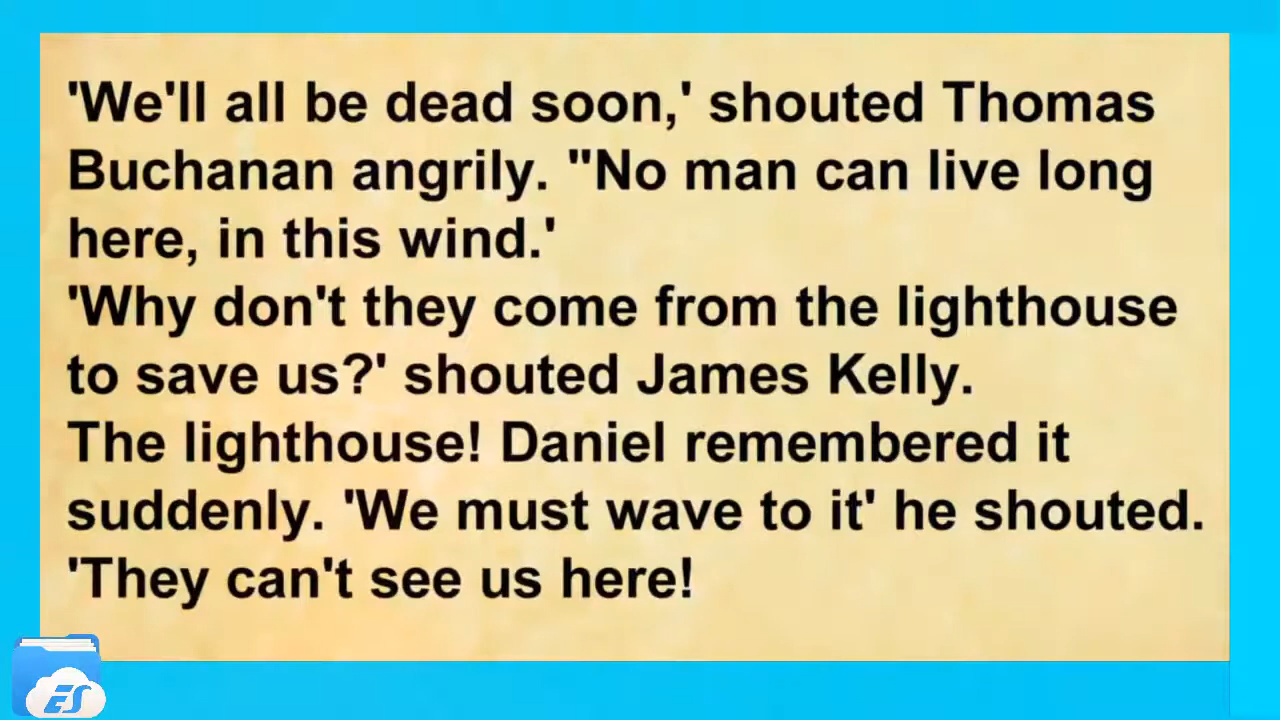 'We'll all be dead soon,' shouted Thomas
Buchanan angrily. "No man can live long
here, in this wind.'
'Why don't they come from the lighthouse
to save us?' shouted James Kelly.
The lighthouse! Daniel remembered it
suddenly. 'We must wave to it' he shouted.
'They can't see us here!
ES